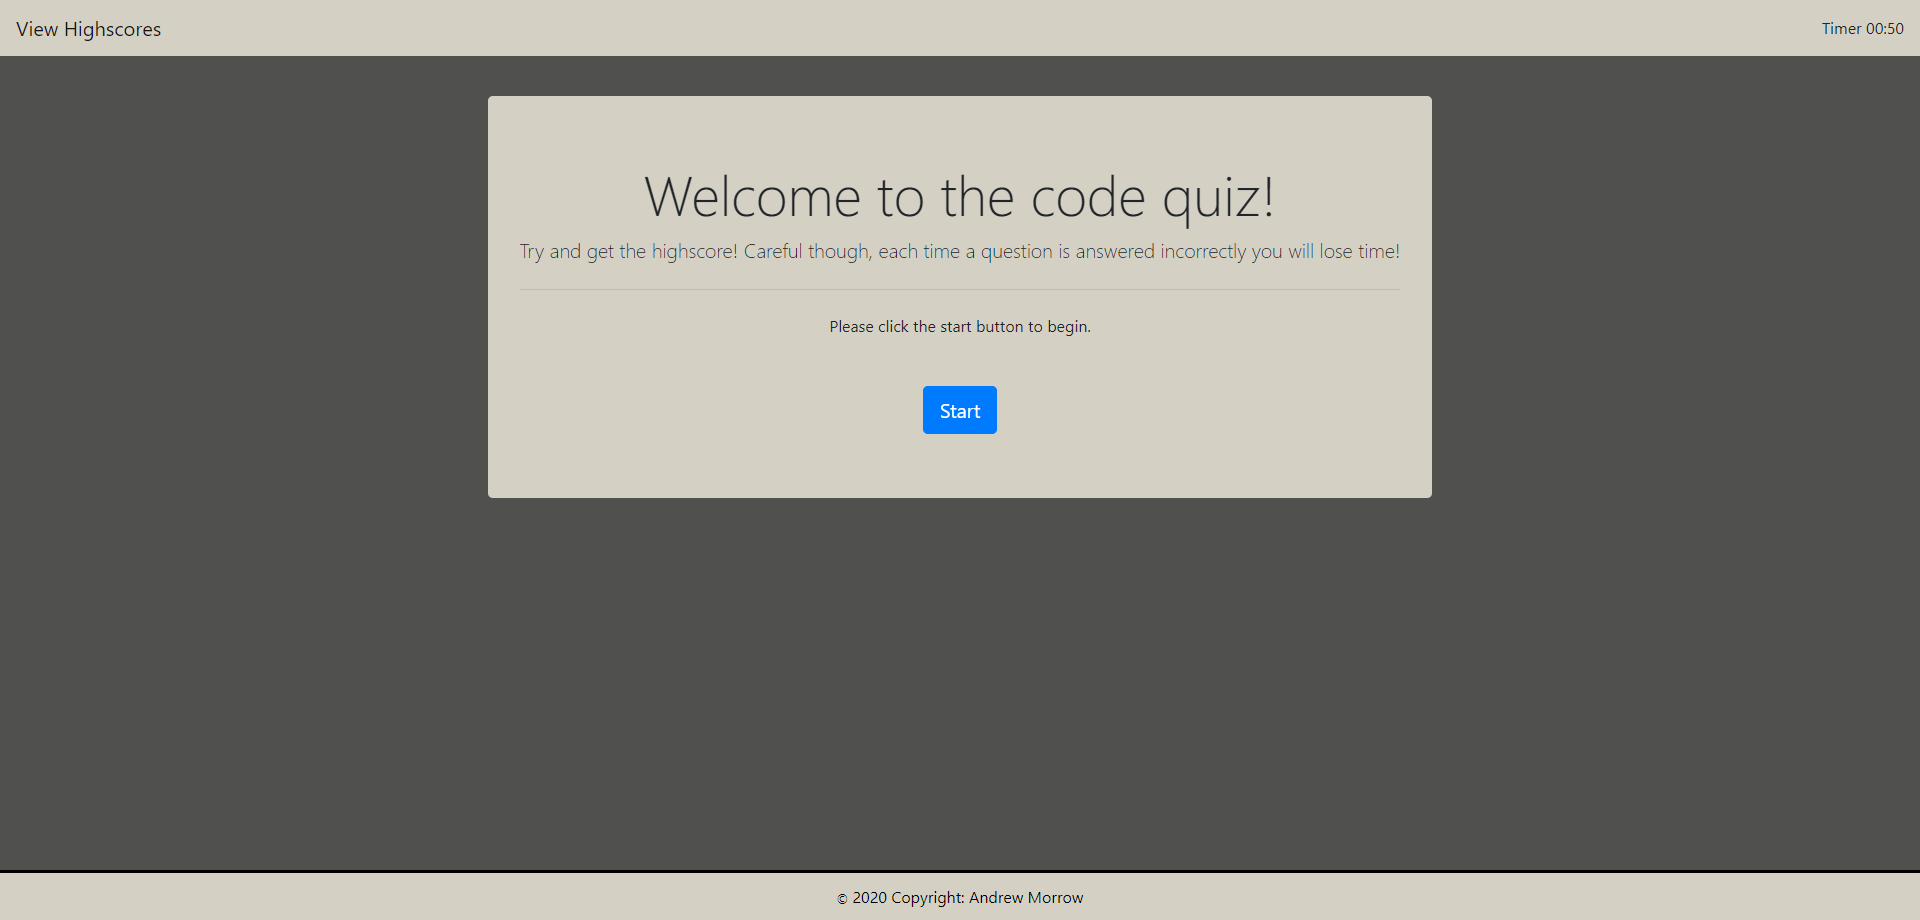 View Highscores
Timer 00:50
Welcome to the code quiz!
Try and get the highscore! Careful though, each time a question is answered incorrectly you will lose time!
Please click the start button to begin.
Start
© 2020 Copyright: Andrew Morrow